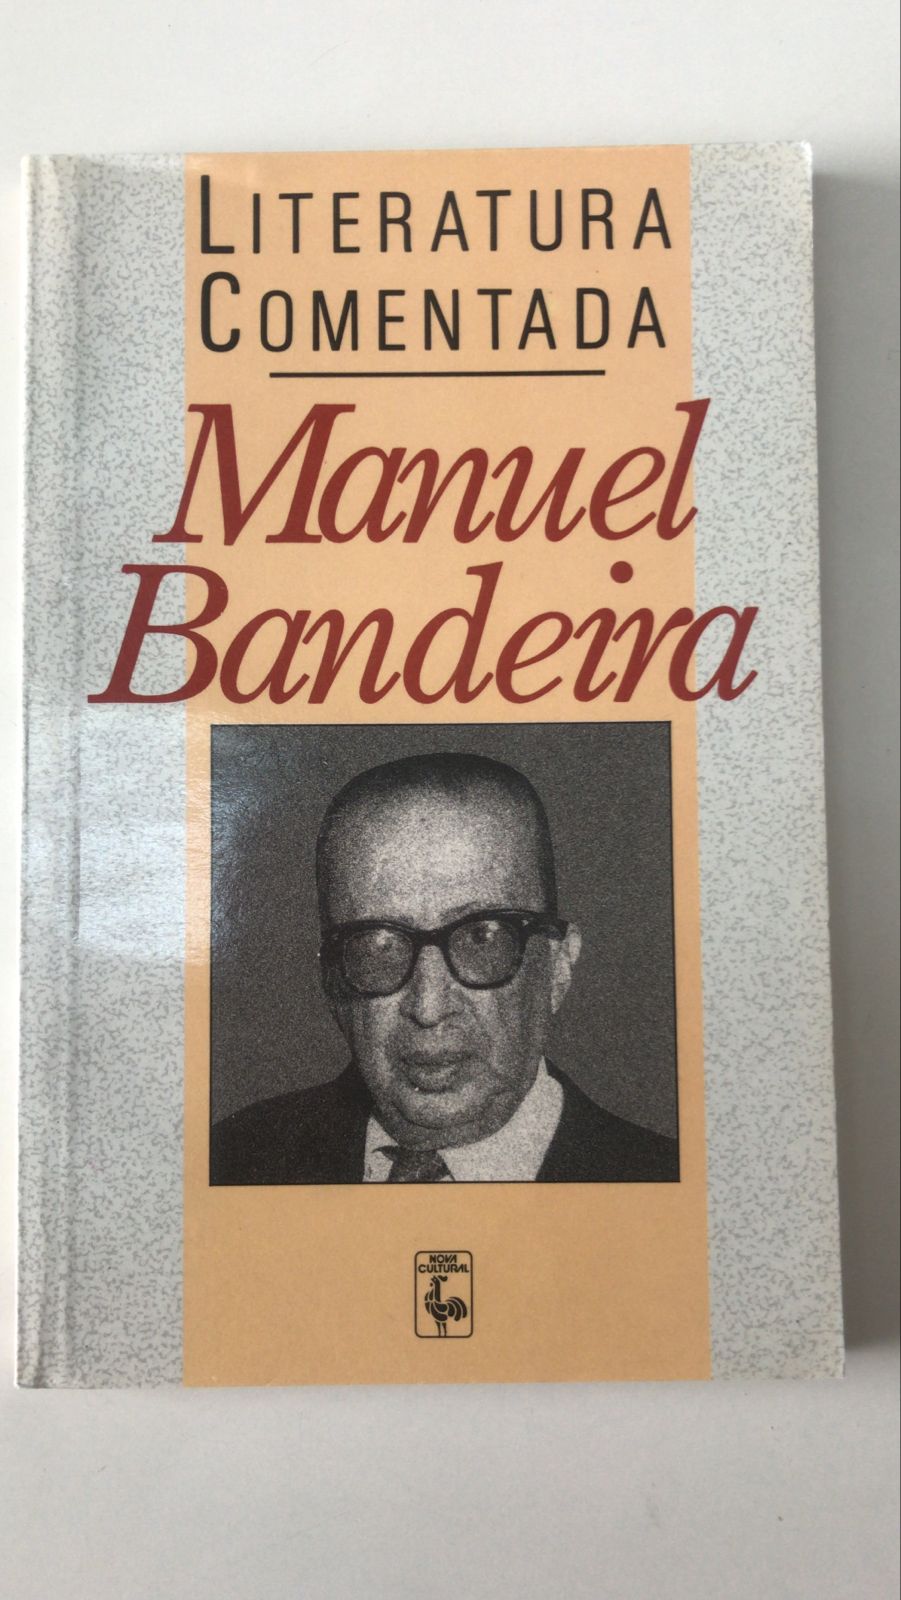 LITERATURA
COMENTADA
Manuel
Bandeira
NOVA
CULTURAL